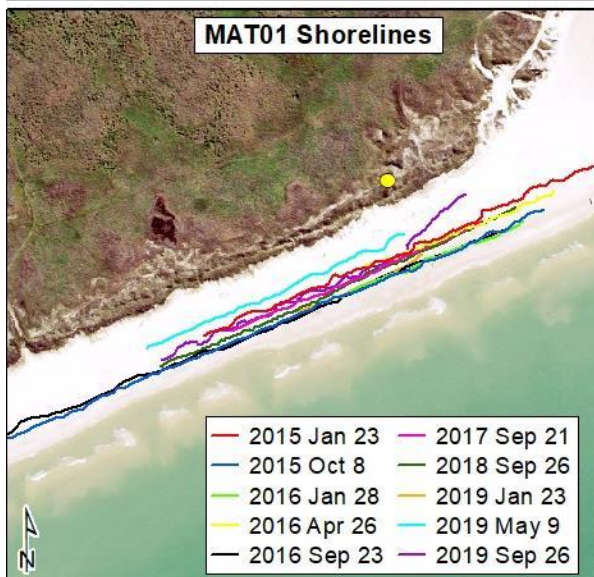 MAT01 Shorelines
2015 Jan 23
2015 Oct 8
2016 Jan 28
2016 Apr 26
2016 Sep 23
2017 Sep 21
2018 Sep 26
2019 Jan 23
2019 May 9
2019 Sep 26
N